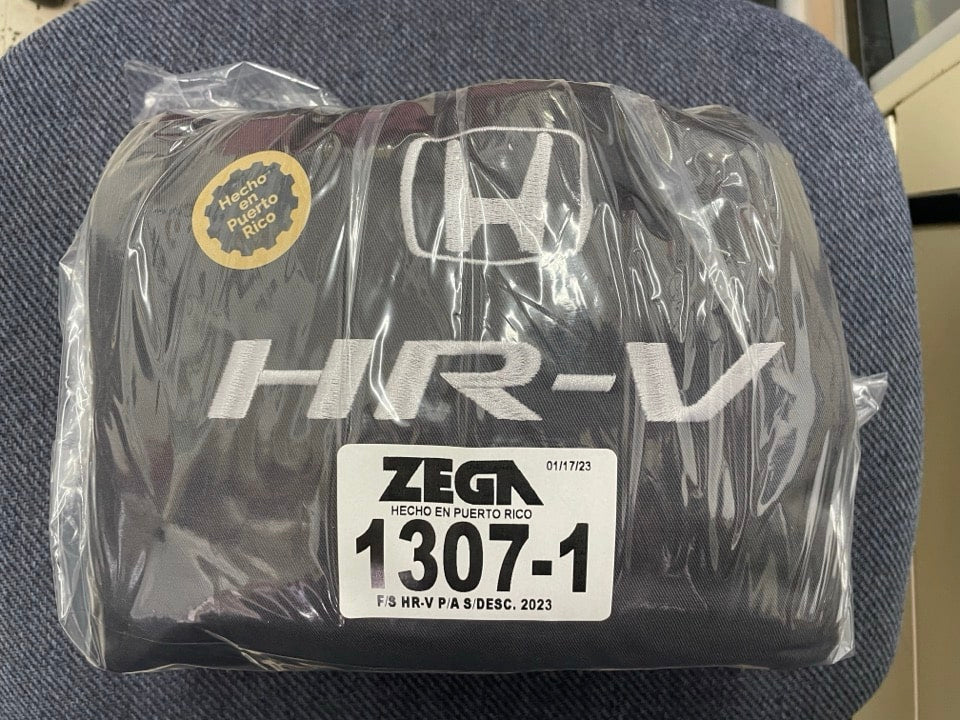 Hecho
en
Puerto
Rico
HR-V
ZEGA
01/17/23
HECHO EN PUERTO RICO
1307-1
F/S HR-V P/A S/DESC. 2023